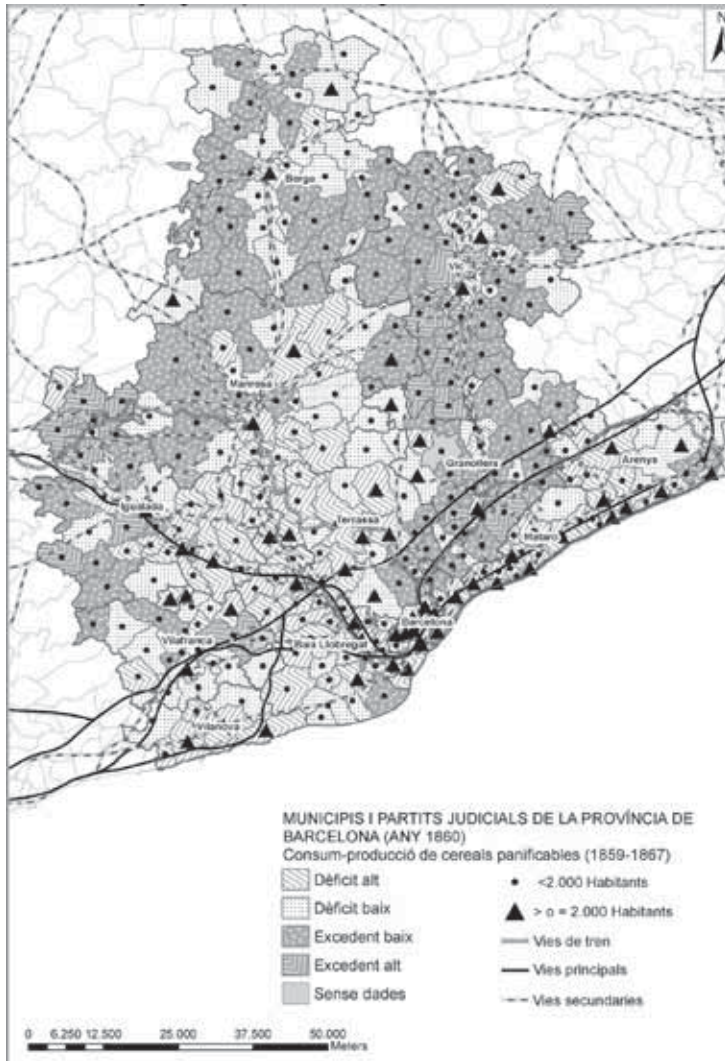 Berga
Vic
Manresa
Granollers
Arenys
Igualada
Terrassa
Mataró
Barcelona
Vilafranca
Baix Llobregat
Vilanova
MUNICIPIS I PARTITS JUDICIALS DE LA PROVÍNCIA DE
BARCELONA (ANY 1860)
Consum-producció de cereals panificables (1859-1867)
Dèficit alt
Dèficit baix
Excedent baix
Excedent alt
Sense dades
<2.000 Habitants
> o = 2.000 Habitants
Vies de tren
Vies principals
Vies secundaries
0 6.250 12.500 25.000 37.500 50.000
Meters